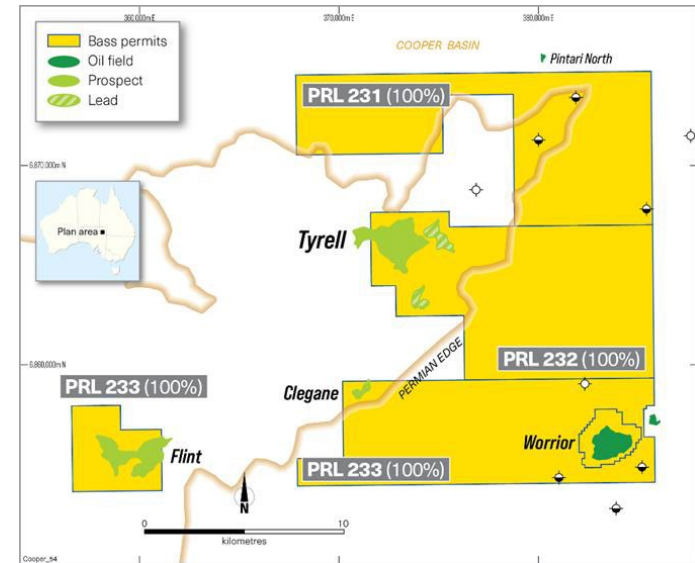 360,000mE
370,000mE
380,000mE
Bass permits
Oil field
Prospect
Lead
COOPER BASIN
Pintari North
PRL 231 (100%)
6,870,000m N
Plan area
Tyrell
PERMIAN EDGE
6,860,000m N
PRL 232 (100%)
PRL 233 (100%)
Clegane
Flint
Worrior
PRL 233 (100%)
N
0
10
kilometres
Cooper_54